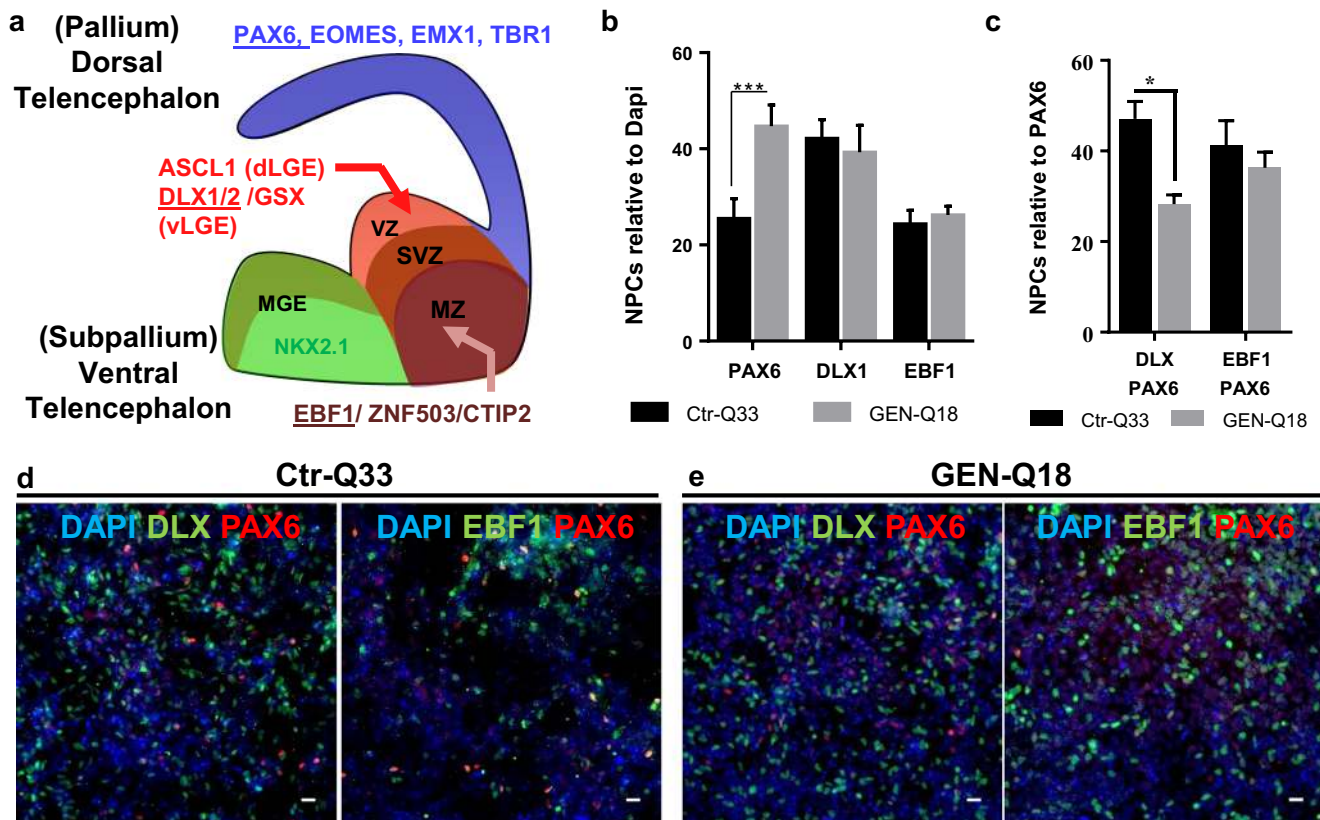 a
(Pallium)
Dorsal
Telencephalon
PAX6, EOMES, EMX1, TBR1
ASCL1 (dLGE)
DLX1/2 /GSX
(vLGE)
VZ
SVZ
MZ
MGE
NKX2.1
(Subpallium)
Ventral
Telencephalon
EBF1/ ZNF503/CTIP2
b
NPCs relative to Dapi
60
40
20
0
***
PAX6 DLX1 EBF1
Ctr-Q33 GEN-Q18
c
NPCs relative to PAX6
60
40
20
0
*
DLX EBF1
PAX6 PAX6
Ctr-Q33 GEN-Q18
d
Ctr-Q33
DAPI DLX PAX6
DAPI EBF1 PAX6
e
GEN-Q18
DAPI DLX PAX6
DAPI EBF1 PAX6